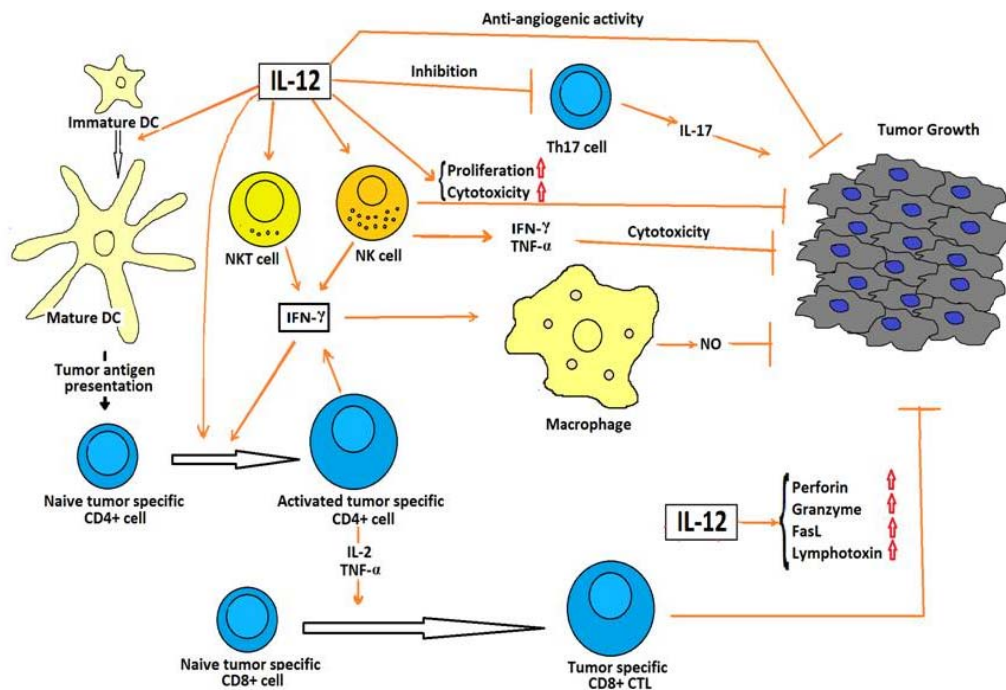 Anti-angiogenic activity
IL-12
Inhibition
Immature DC
Th17 cell
IL-17
Tumor Growth
Proliferation
Cytotoxicity
NKT cell
NK cell
IFN-γ
TNF-α
Cytotoxicity
Mature DC
IFN-γ
NO
Tumor antigen
presentation
Macrophage
Naive tumor specific
CD4+ cell
Activated tumor specific
CD4+ cell
IL-12
Perforin
Granzyme
FasL
Lymphotoxin
IL-2
TNF-α
Naive tumor specific
CD8+ cell
Tumor specific
CD8+ CTL